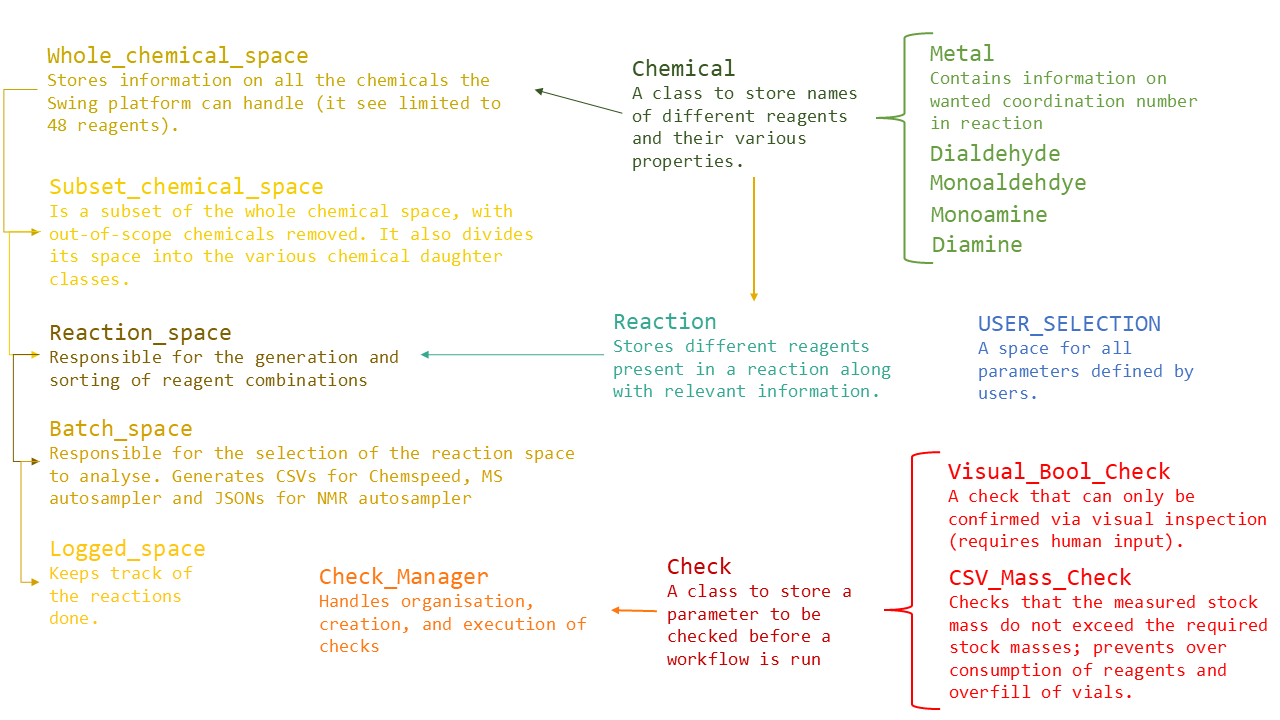 Whole_chemical_space
Stores information on all the chemicals the
Swing platform can handle (it see limited to
48 reagents).
Subset_chemical_space
Is a subset of the whole chemical space, with
out-of-scope chemicals removed. It also divides
its space into the various chemical daughter
classes.
Reaction_space
Responsible for the generation and
sorting of reagent combinations
Batch_space
Responsible for the selection of the reaction space
to analyse. Generates CSVs for Chemspeed, MS
autosampler and JSONs for NMR autosampler
Logged_space
Keeps track of
the reactions
done.
Chemical
A class to store names
of different reagents
and their various
properties.
Metal
Contains information on
wanted coordination number
in reaction
Dialdehyde
Monoaldehdye
Monoamine
Diamine
Reaction
Stores different reagents
present in a reaction along
with relevant information.
USER_SELECTION
A space for all
parameters defined by
users.
Check_Manager
Handles organisation,
creation, and execution of
checks
Check
A class to store a
parameter to be
checked before a
workflow is run
Visual_Bool_Check
A check that can only be
confirmed via visual inspection
(requires human input).
CSV_Mass_Check
Checks that the measured stock
mass do not exceed the required
stock masses; prevents over
consumption of reagents and
overfill of vials.